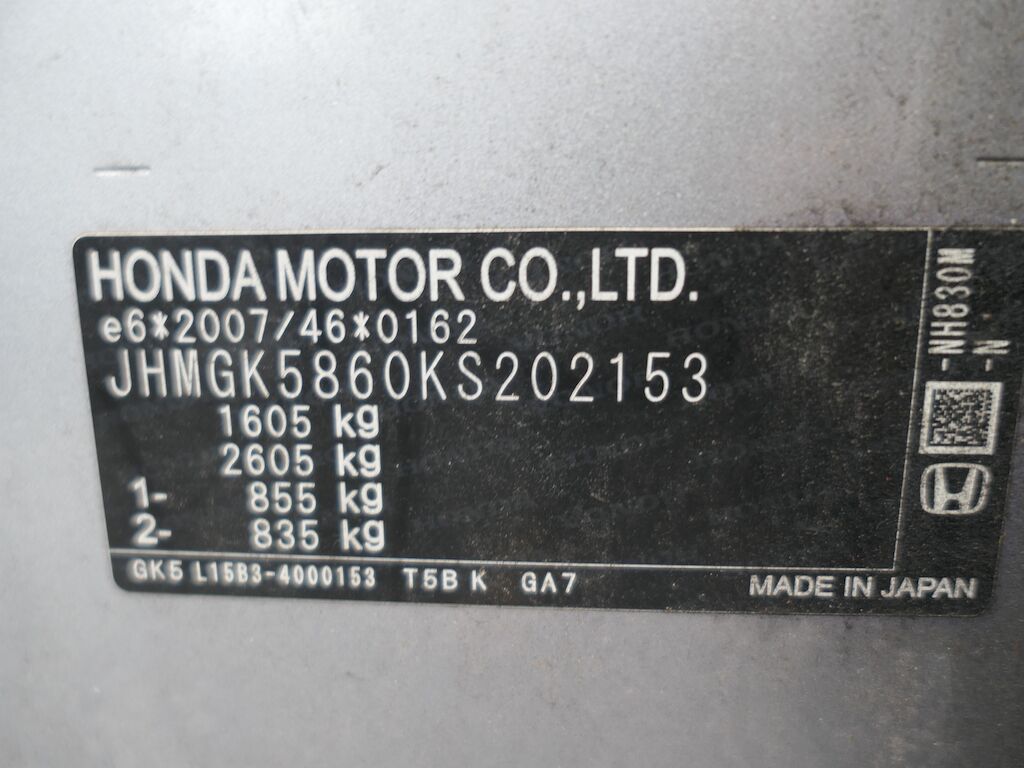 HONDA MOTOR CO.,LTD.
e6*2007/46*0162
JHMGK5860KS202153
1605 kg
2605 kg
1- 855 kg
2- 835 kg
GK5 L15B3-4000153 T5B K GA7
MADE IN JAPAN
-NH830M
-N